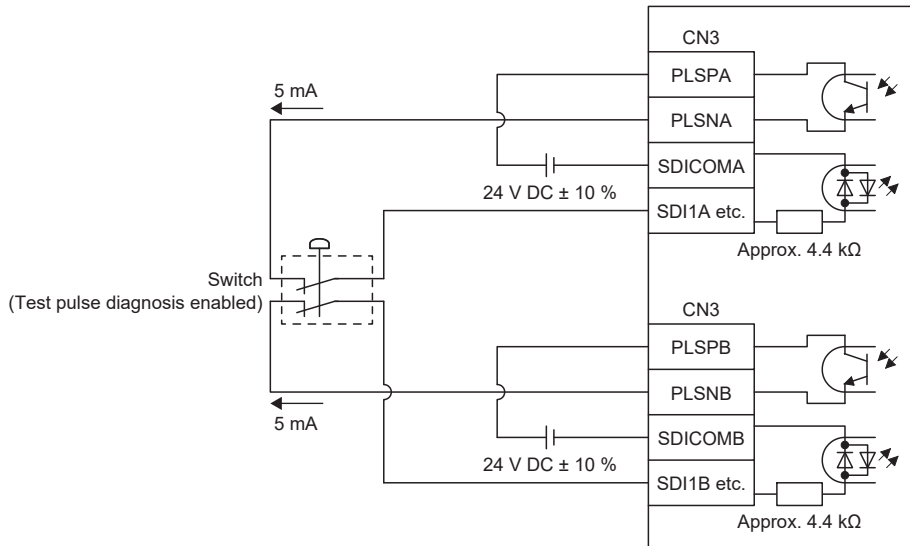 CN3
PLSPA
5 mA
PLSNA
SDICOMA
24 V DC ± 10 %
SDI1A etc.
Approx. 4.4 kΩ
Switch
(Test pulse diagnosis enabled)
CN3
PLSPB
PLSNB
5 mA
SDICOMB
24 V DC ± 10 %
SDI1B etc.
Approx. 4.4 kΩ